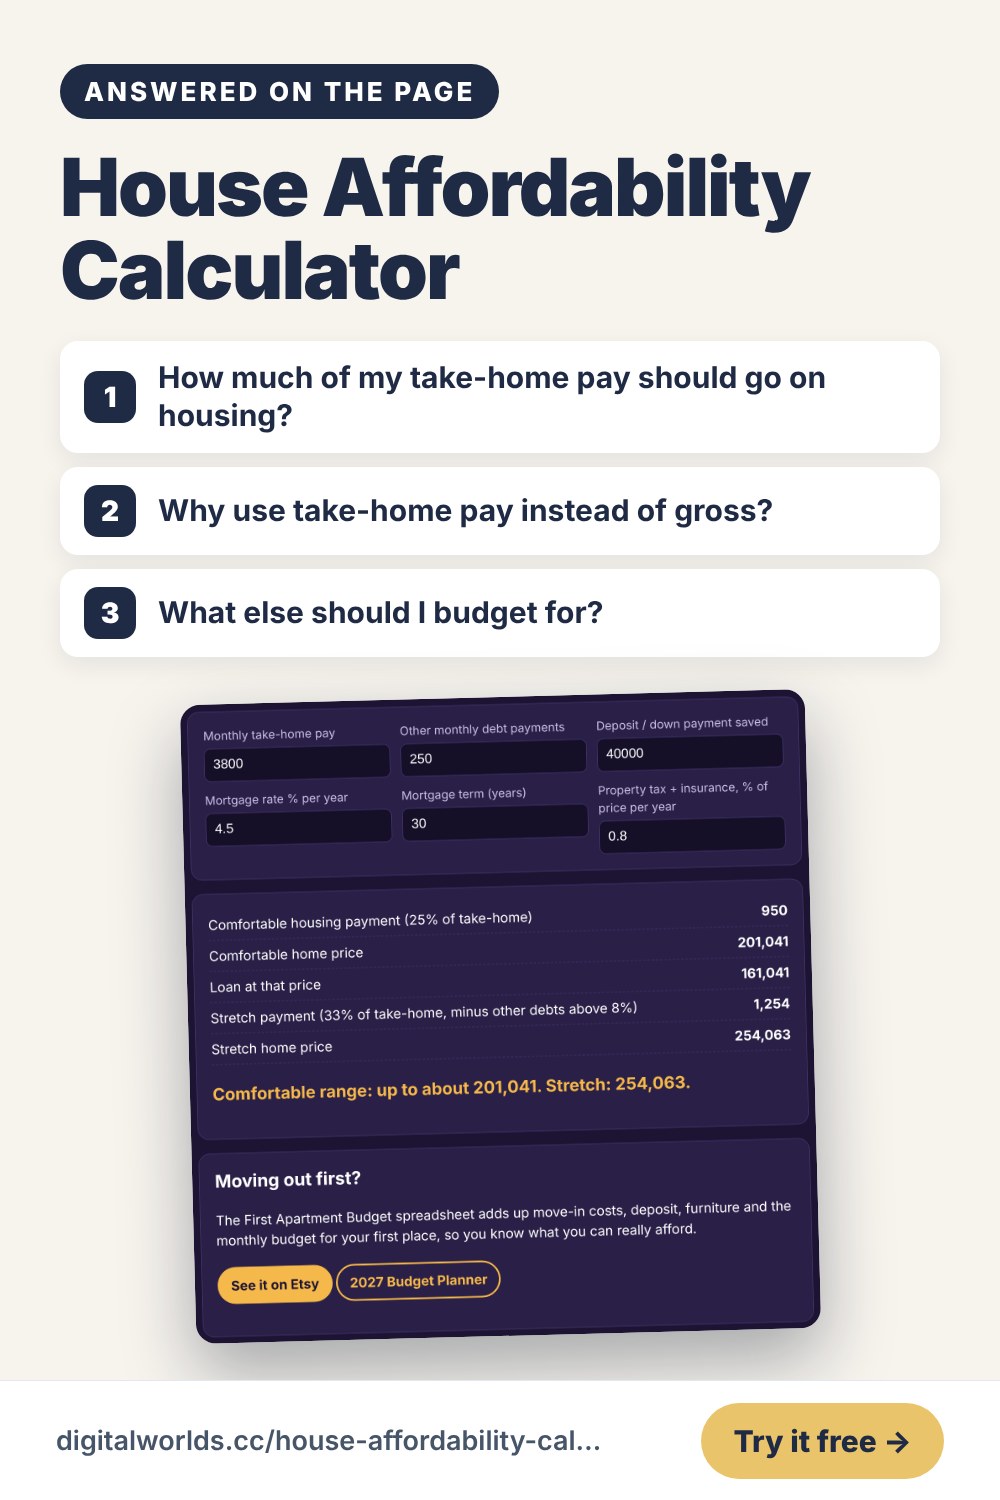 ANSWERED ON THE PAGE
House Affordability
Calculator
1
How much of my take-home pay should go on
housing?
2
Why use take-home pay instead of gross?
3
What else should I budget for?
Monthly take-home pay
3800
Other monthly debt payments
250
Deposit / down payment saved
40000
Mortgage rate % per year
4.5
Mortgage term (years)
30
Property tax + insurance, % of
price per year
0.8
Comfortable housing payment (25% of take-home) 950
Comfortable home price 201,041
Loan at that price 161,041
Stretch payment (33% of take-home, minus other debts above 8%) 1,254
Stretch home price 254,063
Comfortable range: up to about 201,041. Stretch: 254,063.
Moving out first?
The First Apartment Budget spreadsheet adds up move-in costs, deposit, furniture and the
monthly budget for your first place, so you know what you can really afford.
See it on Etsy
2027 Budget Planner
digitalworlds.cc/house-affordability-cal...
Try it free →